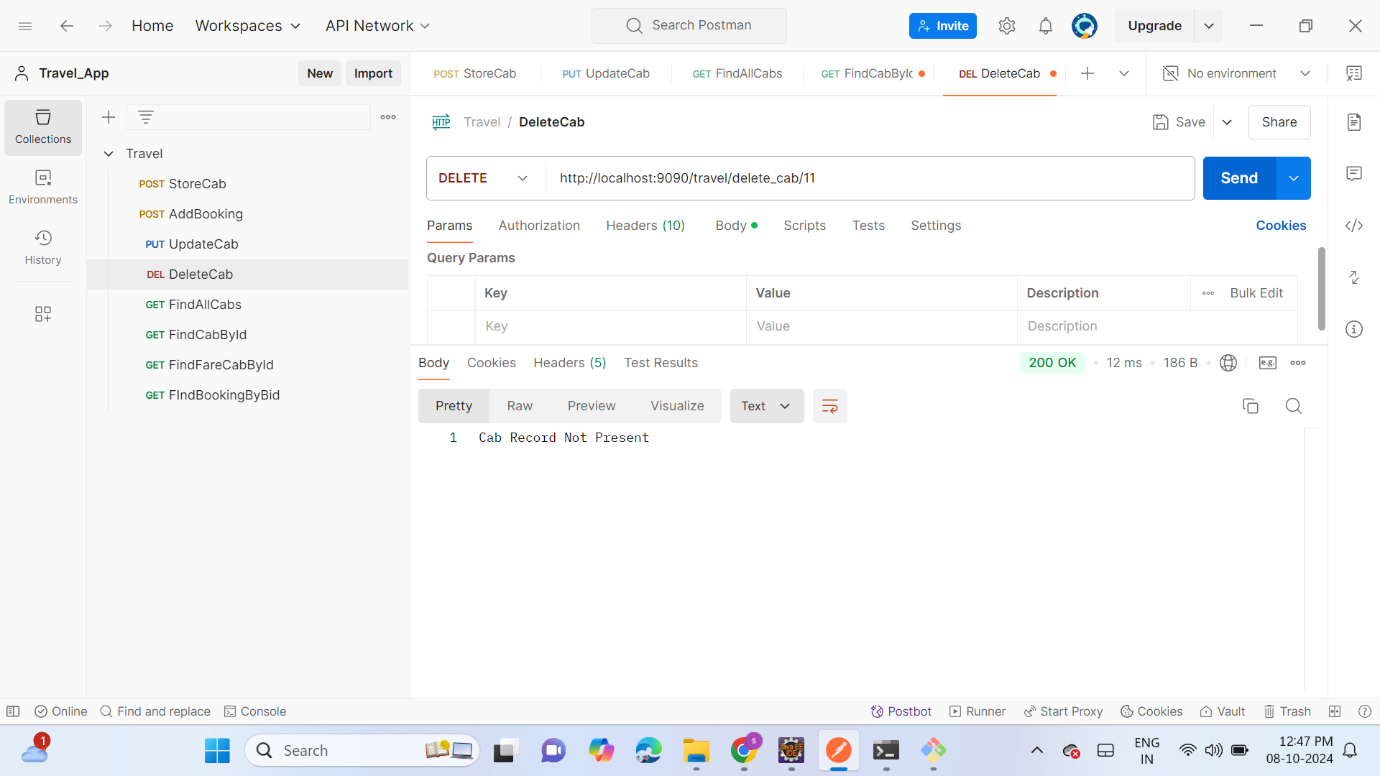 Home Workspaces API Network Search Postman Invite Upgrade
Travel_App New Import POST StoreCab PUT UpdateCab GET FindAllCabs GET FindCabByIc DEL DeleteCab No environment
Collections
Environments
History
Travel
POST StoreCab
POST AddBooking
PUT UpdateCab
DEL DeleteCab
GET FindAllCabs
GET FindCabById
GET FindFareCabById
GET FIndBookingByBid
HTTP Travel / DeleteCab Save Share
DELETE http://localhost:9090/travel/delete_cab/11 Send
Params Authorization Headers (10) Body Scripts Tests Settings Cookies
Query Params
Key Value Description Bulk Edit
Key Value Description
Body Cookies Headers (5) Test Results 200 OK • 12 ms • 186 B e.g.
Pretty Raw Preview Visualize Text
1 Cab Record Not Present
Online Find and replace Console Postbot Runner Start Proxy Cookies Vault Trash
1 Search Java EE IDE S ENG 12:47 PM
IN 08-10-2024